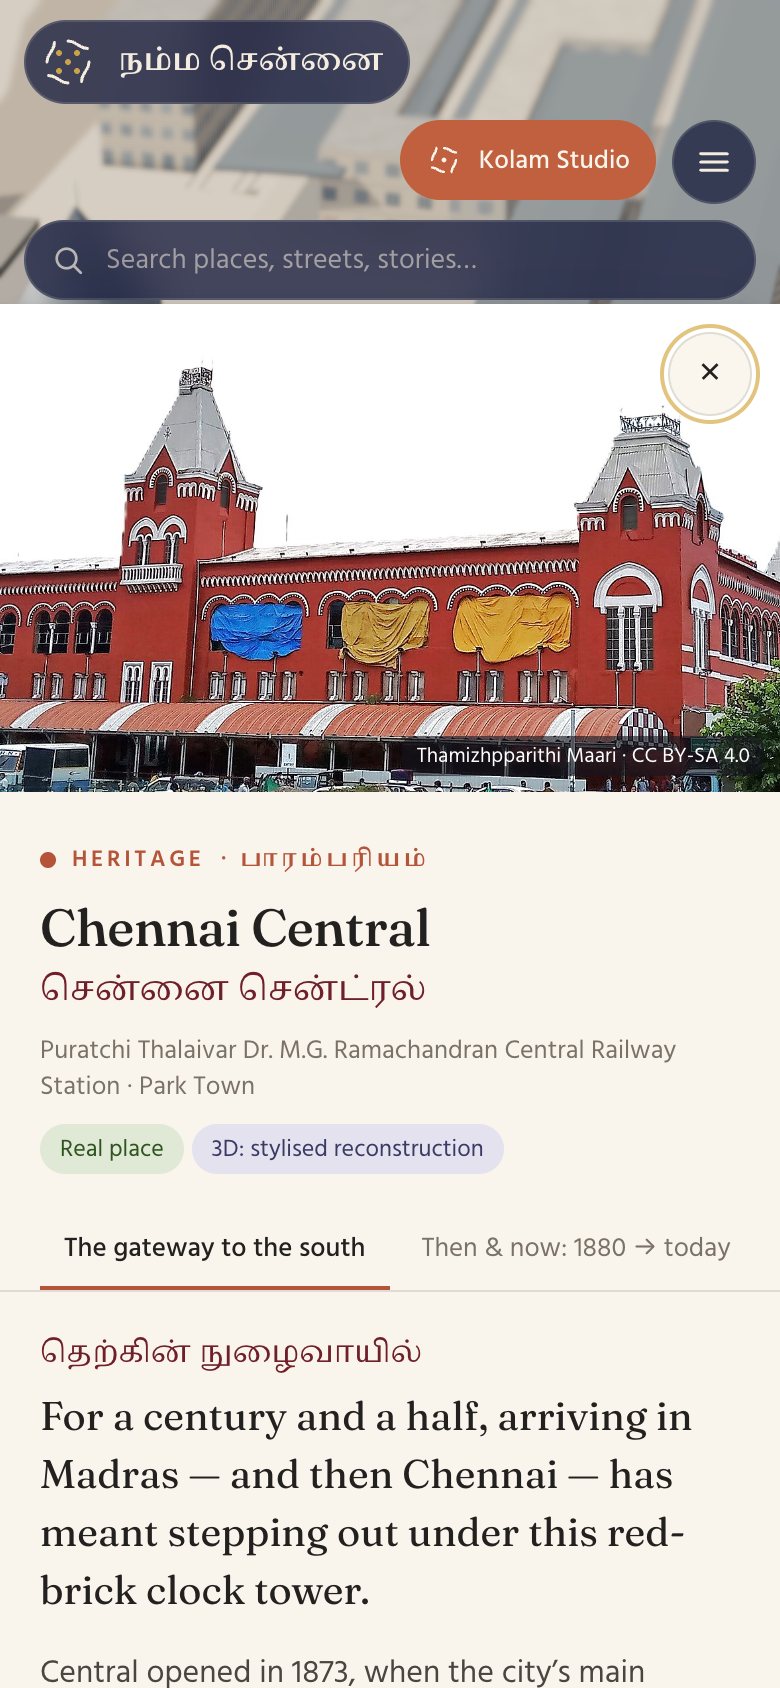 நம்ம சென்னை
Kolam Studio
Search places, streets, stories...
×
Thamizhpparithi Maari · CC BY-SA 4.0
HERITAGE · பாரம்பரியம்
Chennai Central
சென்னை சென்ட்ரல்
Puratchi Thalaivar Dr. M.G. Ramachandran Central Railway
Station · Park Town
Real place 3D: stylised reconstruction
The gateway to the south Then & now: 1880 → today
தெற்கின் நுழைவாயில்
For a century and a half, arriving in
Madras — and then Chennai — has
meant stepping out under this red-
brick clock tower.
Central opened in 1873, when the city’s main